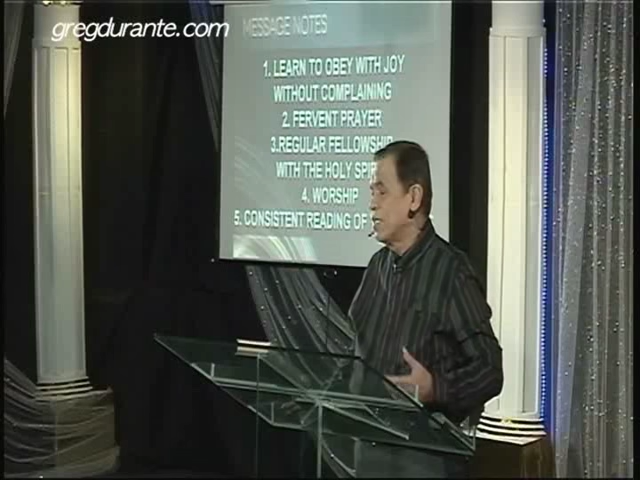 gregdurante.com
MESSAGE NOTES
1. LEARN TO OBEY WITH JOY
WITHOUT COMPLAINING
2. FERVENT PRAYER
3.REGULAR FELLOWSHIP
WITH THE HOLY
4. WORSHIP
5. CONSISTENT READING OF